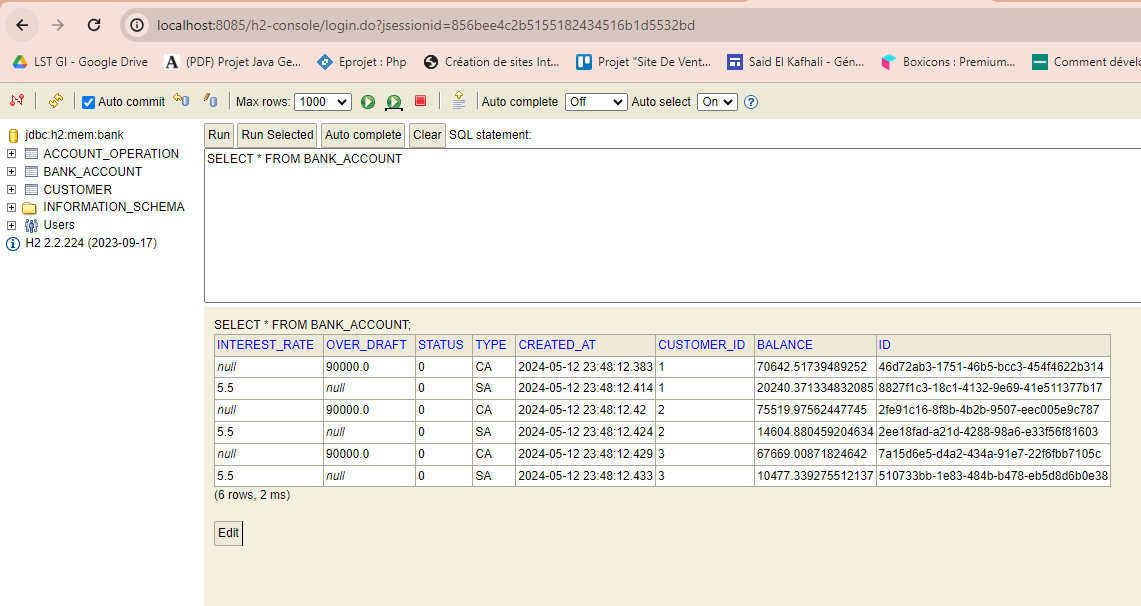 localhost:8085/h2-console/login.do?jsessionid=856bee4c2b5155182434516b1d5532bd
LST GI - Google Drive (PDF) Projet Java Ge... Eprojet : Php Création de sites Int... Projet "Site De Vent... Said El Kafhali - Gén... Boxicons : Premium... Comment dével
Auto commit Max rows: 1000 Auto complete Off Auto select On
jdbc:h2:mem:bank
ACCOUNT_OPERATION
BANK_ACCOUNT
CUSTOMER
INFORMATION_SCHEMA
Users
H2 2.2.224 (2023-09-17)
Run Run Selected Auto complete Clear SQL statement:
SELECT * FROM BANK_ACCOUNT
SELECT * FROM BANK_ACCOUNT;
INTEREST_RATE OVER_DRAFT STATUS TYPE CREATED_AT CUSTOMER_ID BALANCE ID
null 90000.0 0 CA 2024-05-12 23:48:12.383 1 70642.51739489252 46d72ab3-1751-46b5-bcc3-454f4622b314
5.5 null 0 SA 2024-05-12 23:48:12.414 1 20240.371334832085 8827f1c3-18c1-4132-9e69-41e511377b17
null 90000.0 0 CA 2024-05-12 23:48:12.42 2 75519.97562447745 2fe91c16-8f8b-4b2b-9507-eec005e9c787
5.5 null 0 SA 2024-05-12 23:48:12.424 2 14604.880459204634 2ee18fad-a21d-4288-98a6-e33f56f81603
null 90000.0 0 CA 2024-05-12 23:48:12.429 3 67669.00871824642 7a15d6e5-d4a2-434a-91e7-22f6fbb7105c
5.5 null 0 SA 2024-05-12 23:48:12.433 3 10477.339275512137 510733bb-1e83-484b-b478-eb5d8d6b0e38
(6 rows, 2 ms)
Edit